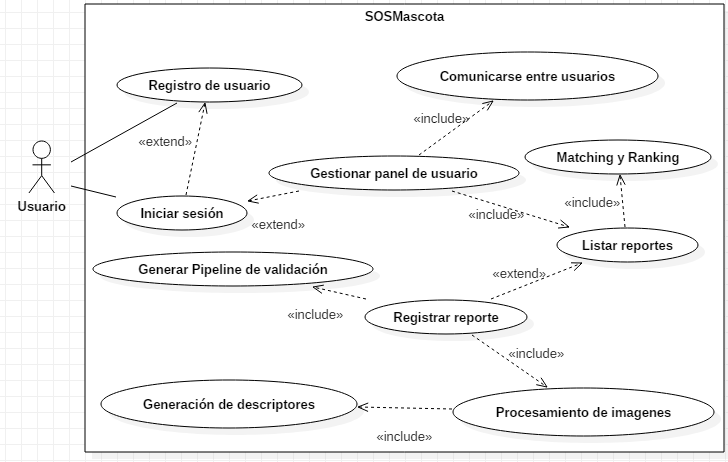 SOSMascota
Registro de usuario
Comunicarse entre usuarios
«include»
«extend»
Matching y Ranking
Gestionar panel de usuario
Usuario
Iniciar sesión
«include»
«include»
«extend»
Listar reportes
Generar Pipeline de validación
«extend»
«include»
Registrar reporte
«include»
Generación de descriptores
Procesamiento de imagenes
«include»